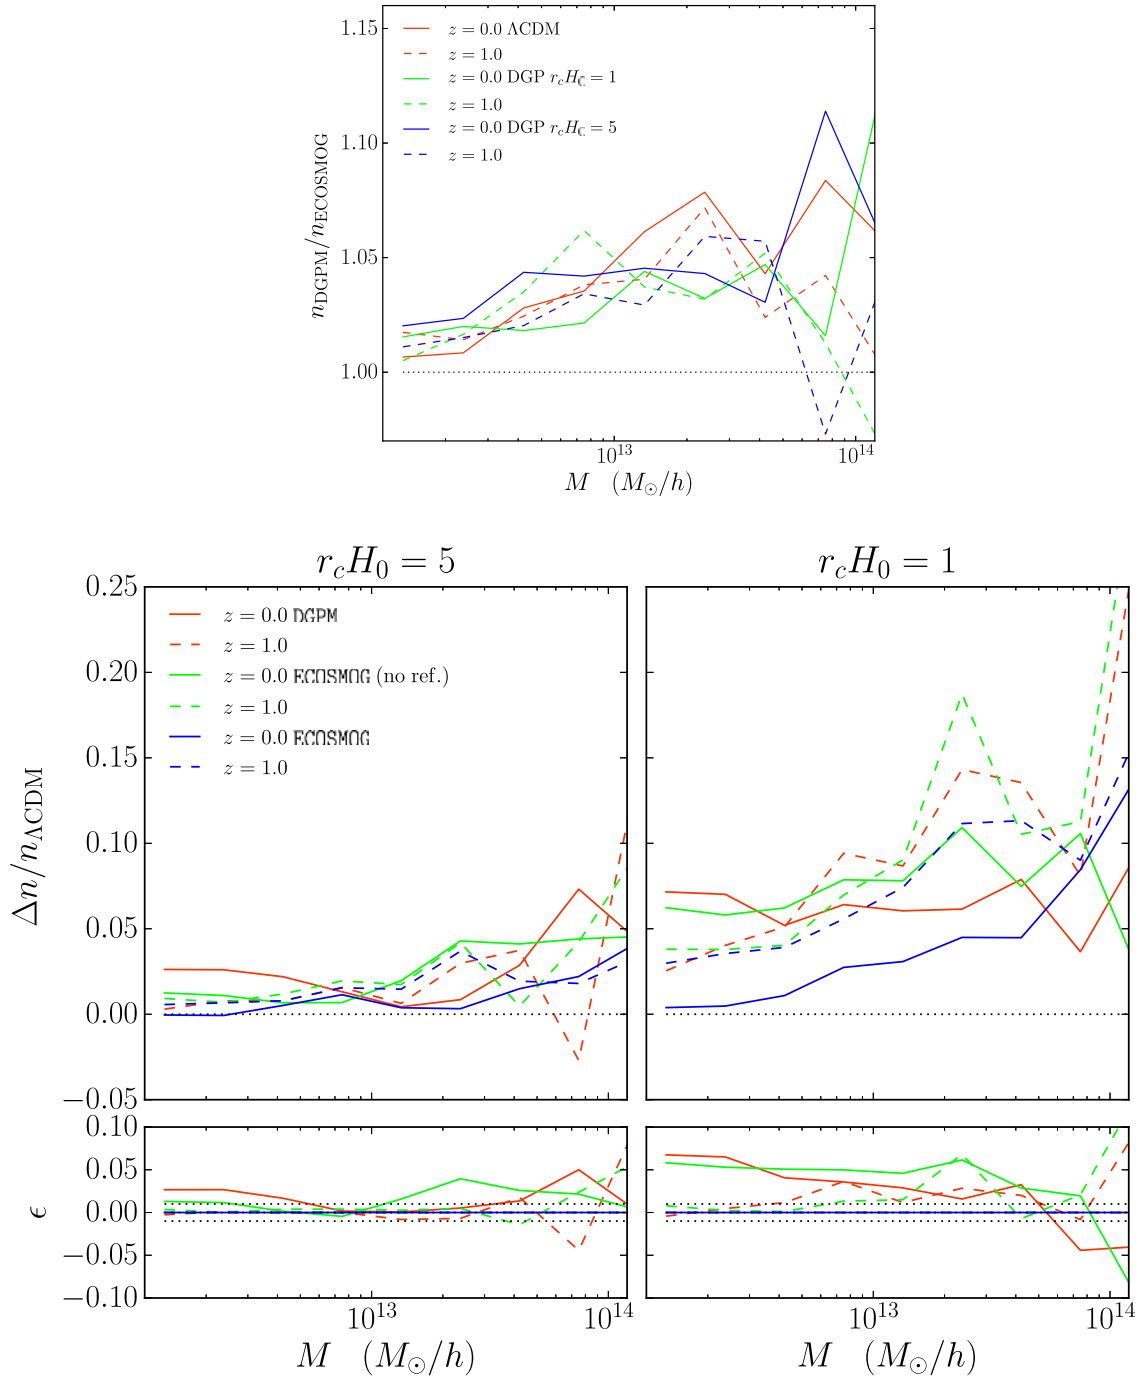 z = 0.0 ΛCDM
z = 1.0
z = 0.0 DGP
z = 1.0
z = 0.0 DGP
z = 1.0
n_DGPM/n_ECOSMOG
1.15
1.10
1.05
1.00
10^13
10^14
M (M_⊙/h)
r_cH_0 = 5
r_cH_0 = 1
0.25
0.20
0.15
0.10
0.05
0.00
−0.05
Δn/n_ΛCDM
z = 0.0 DGPM
z = 1.0
z = 0.0 ECOSMOG (no ref.)
z = 1.0
z = 0.0 ECOSMOG
z = 1.0
0.10
0.05
0.00
−0.05
−0.10
ϵ
10^13
10^14
10^13
10^14
M (M_⊙/h)
M (M_⊙/h)